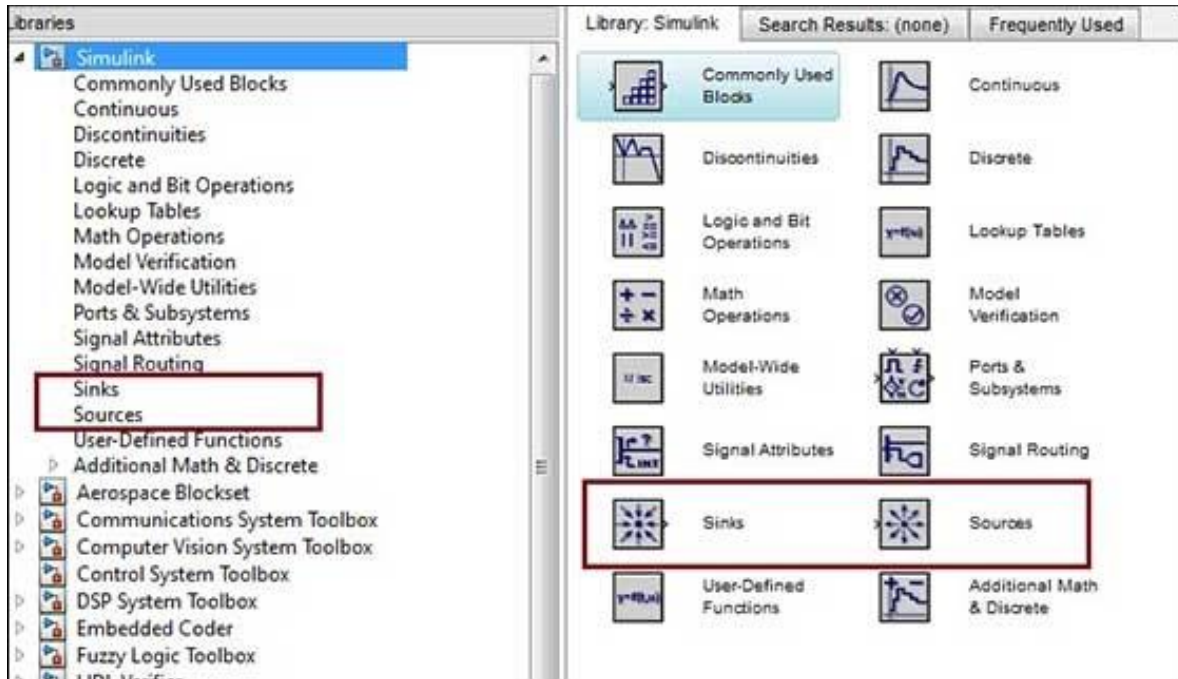 Libraries
Simulink
Commonly Used Blocks
Continuous
Discontinuities
Discrete
Logic and Bit Operations
Lookup Tables
Math Operations
Model Verification
Model-Wide Utilities
Ports & Subsystems
Signal Attributes
Signal Routing
Sinks
Sources
User-Defined Functions
Additional Math & Discrete
Aerospace Blockset
Communications System Toolbox
Computer Vision System Toolbox
Control System Toolbox
DSP System Toolbox
Embedded Coder
Fuzzy Logic Toolbox
Library: Simulink
Search Results: (none)
Frequently Used
Commonly Used
Blocks
Continuous
Discontinuities
Discrete
Logic and Bit
Operations
y=f(u)
Lookup Tables
Math
Operations
Model
Verification
Model-Wide
Utilities
Ports &
Subsystems
Signal Attributes
Signal Routing
Sinks
Sources
User-Defined
Functions
Additional Math
& Discrete